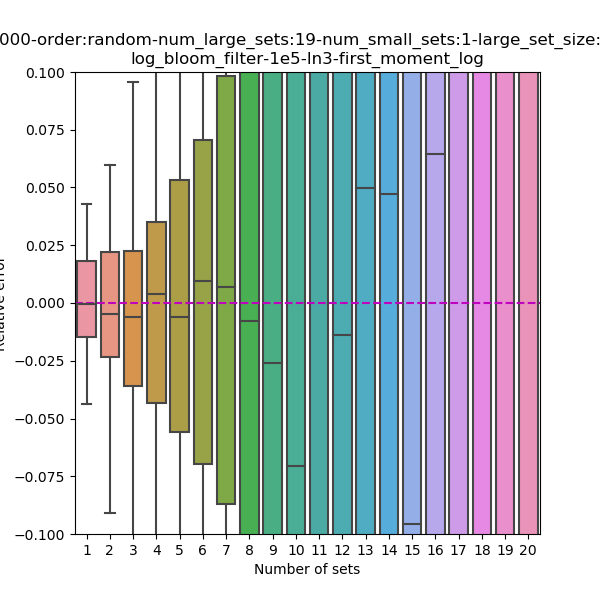 000-order:random-num_large_sets:19-num_small_sets:1-large_set_size:
log_bloom_filter-1e5-ln3-first_moment_log
0.100
0.075
0.050
0.025
0.000
−0.025
−0.050
−0.075
−0.100
Relative error
1 2 3 4 5 6 7 8 9 10 11 12 13 14 15 16 17 18 19 20
Number of sets